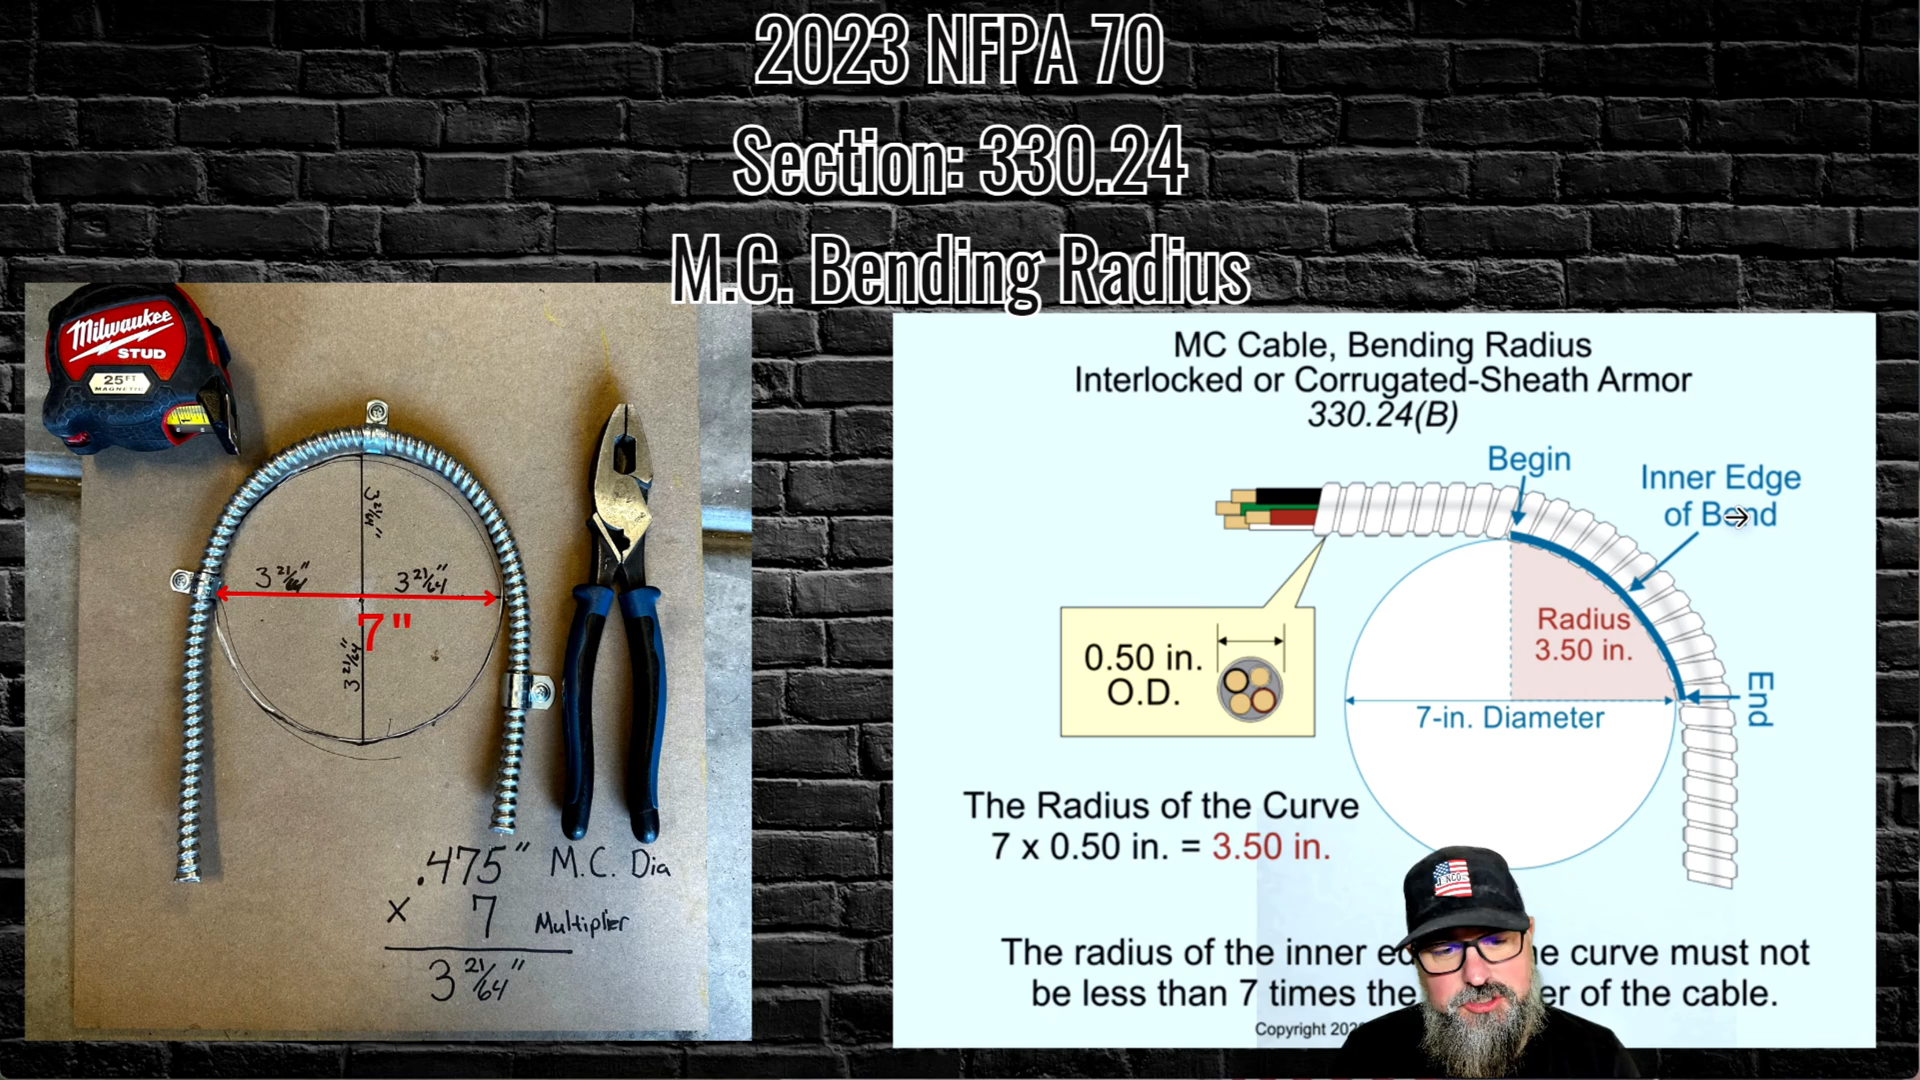 2023 NFPA 70
Section: 330.24
M.C. Bending Radius
Milwaukee
STUD
25FT
MAGNETIC
3 21/64"
3 21/64"
3 21/64"
7"
3 21/64"
.475" M.C. Dia
x 7 Multiplier
3 21/64"
MC Cable, Bending Radius
Interlocked or Corrugated-Sheath Armor
330.24(B)
Begin
Inner Edge
of Bend
0.50 in.
O.D.
Radius
3.50 in.
End
7-in. Diameter
The Radius of the Curve
7 x 0.50 in. = 3.50 in.
The radius of the inner curve must not
be less than 7 times the of the cable.
Copyright